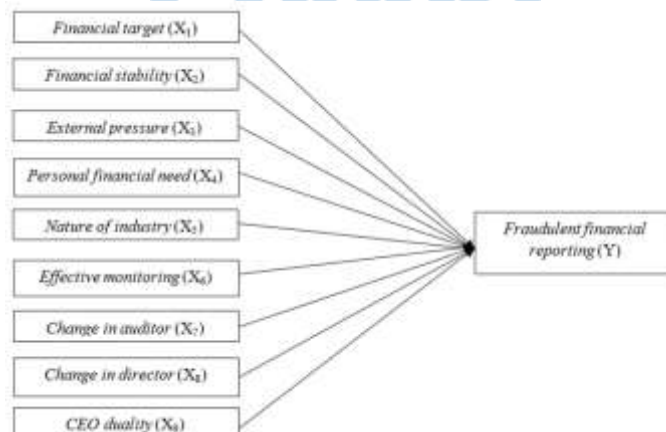 Financial target (X₁)
Financial stability (X₂)
External pressure (X₃)
Personal financial need (X₄)
Nature of industry (X₅)
Effective monitoring (X₆)
Change in auditor (X₇)
Change in director (X₈)
CEO duality (X₉)
Fraudulent financial
reporting (Y)